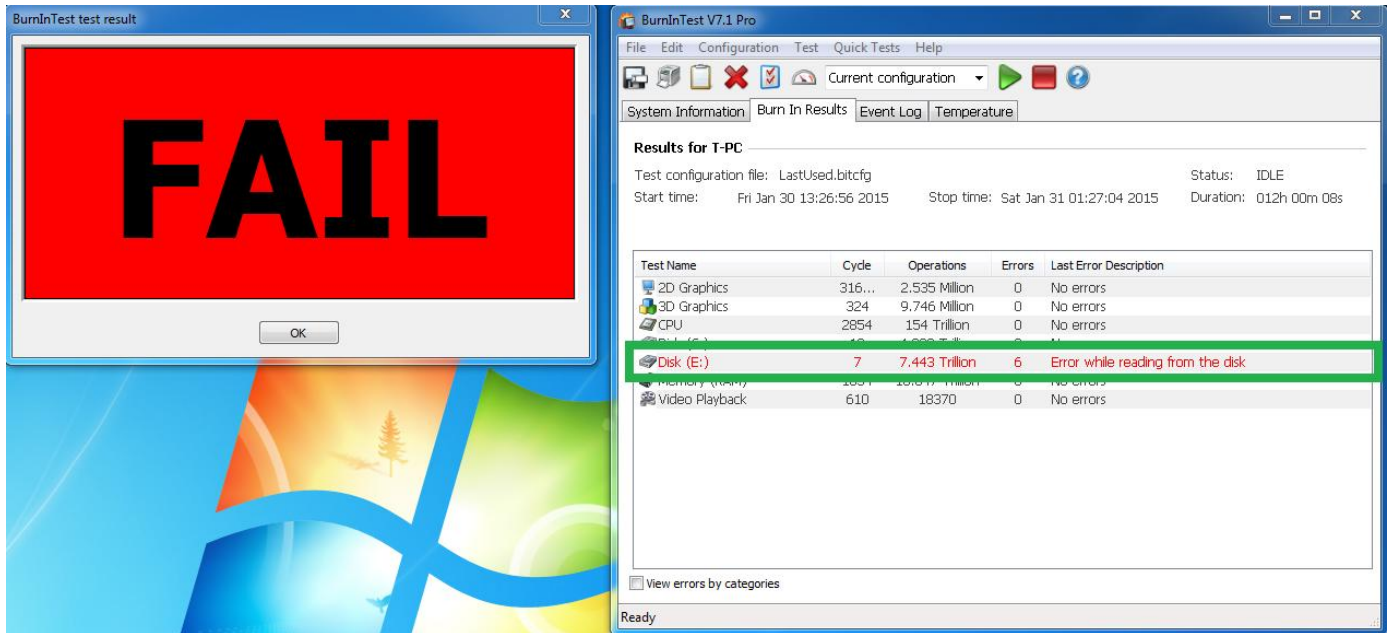 BurnInTest test result
X
FAIL
OK
BurnInTest V7.1 Pro
X
File Edit Configuration Test Quick Tests Help
Current configuration
System Information Burn In Results Event Log Temperature
Results for T-PC
Test configuration file: LastUsed.bitcfg Status: IDLE
Start time: Fri Jan 30 13:26:56 2015 Stop time: Sat Jan 31 01:27:04 2015 Duration: 012h 00m 08s
Test Name Cycle Operations Errors Last Error Description
2D Graphics 316... 2.535 Million 0 No errors
3D Graphics 324 9.746 Million 0 No errors
CPU 2854 154 Trillion 0 No errors
Disk (E:) 7 7.443 Trillion 6 Error while reading from the disk
Memory (RAM) No errors
Video Playback 610 18370 0 No errors
View errors by categories
Ready